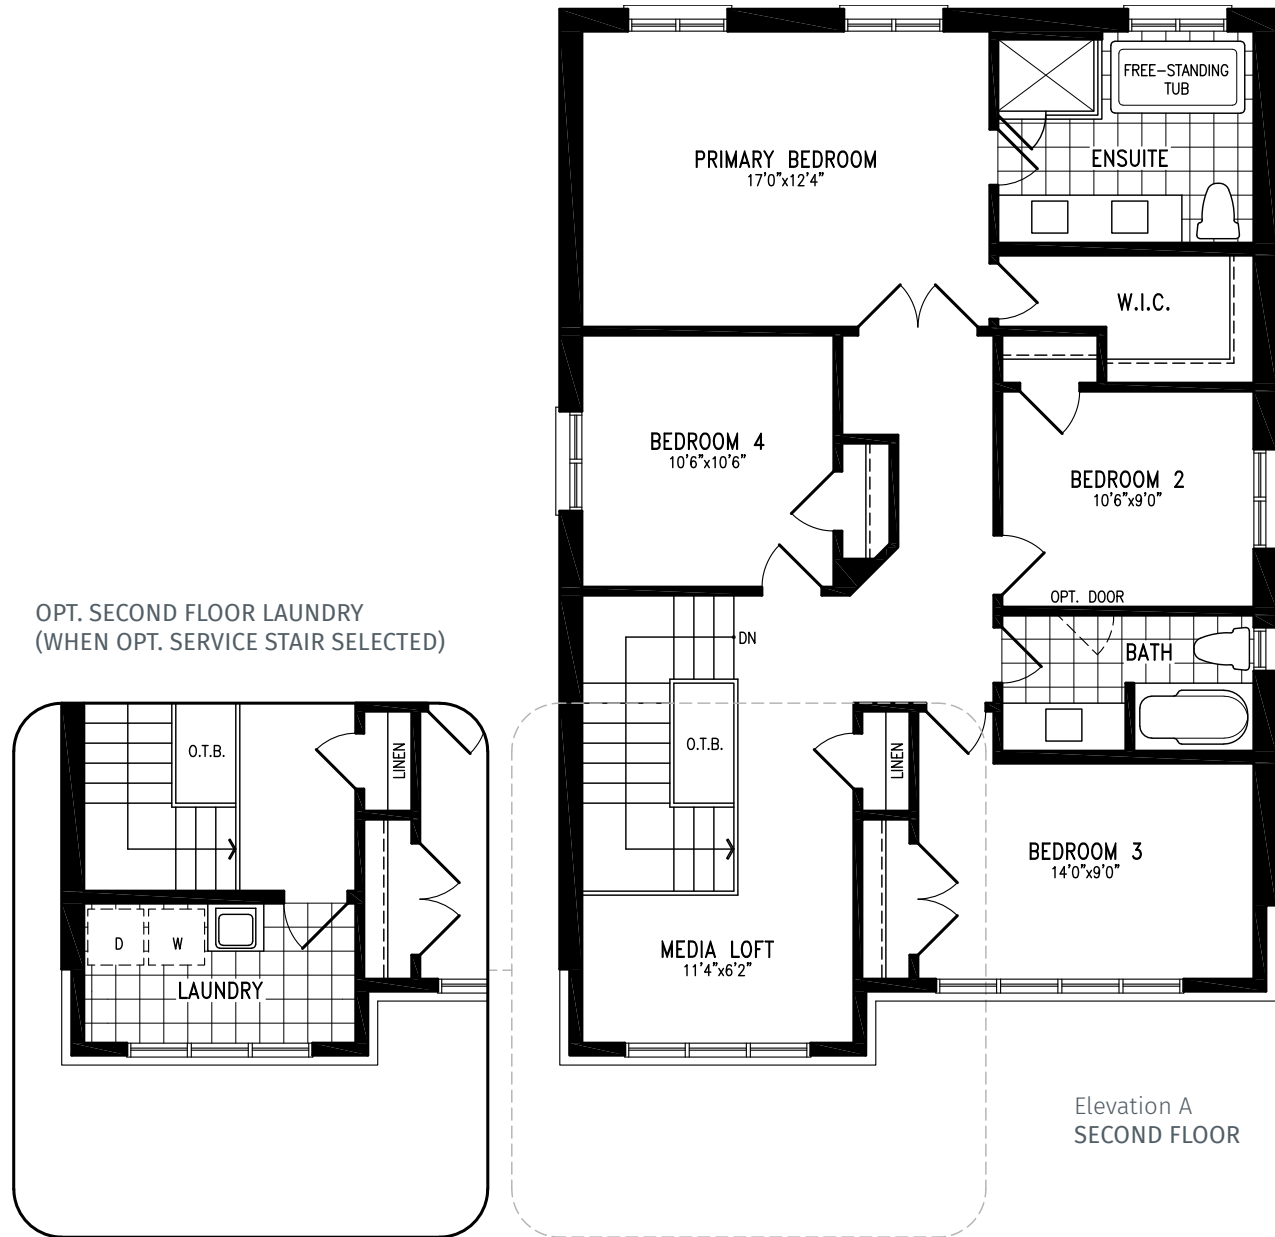 FREE-STANDING
TUB
PRIMARY BEDROOM
17'0"x12'4"
ENSUITE
W.I.C.
BEDROOM 4
10'6"x10'6"
BEDROOM 2
10'6"x9'0"
OPT. DOOR
OPT. SECOND FLOOR LAUNDRY
(WHEN OPT. SERVICE STAIR SELECTED)
DN
BATH
O.T.B.
LINEN
O.T.B.
LINEN
BEDROOM 3
14'0"x9'0"
D
W
LAUNDRY
MEDIA LOFT
11'4"x6'2"
Elevation A
SECOND FLOOR